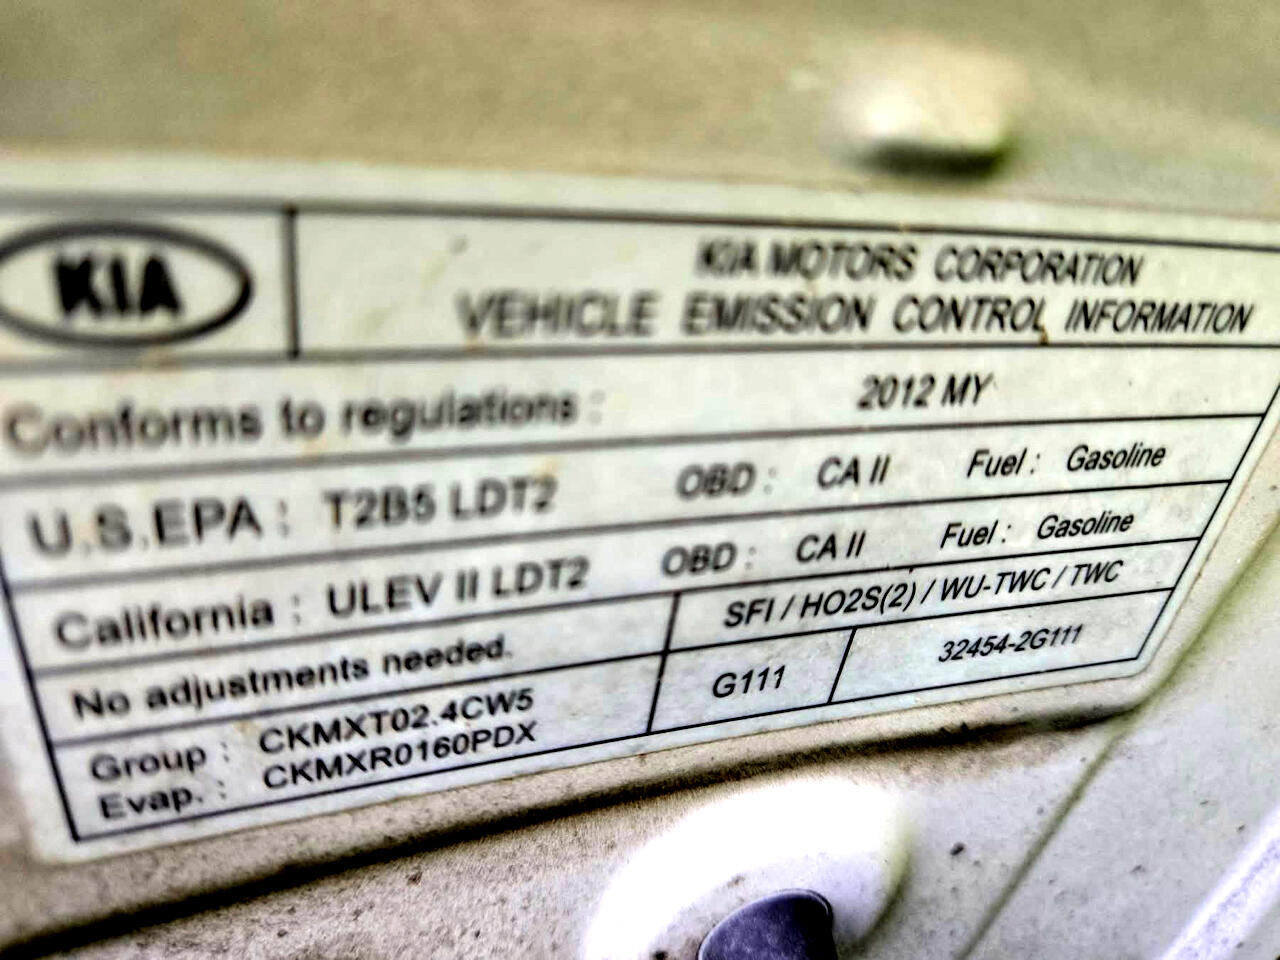 KIA
KIA MOTORS CORPORATION
VEHICLE EMISSION CONTROL INFORMATION
Conforms to regulations : 2012 MY
U.S.EPA : T2B5 LDT2 OBD : CA II Fuel : Gasoline
California : ULEV II LDT2 OBD : CA II Fuel : Gasoline
No adjustments needed. SFI / HO2S(2) / WU-TWC / TWC
Group : CKMXT02.4CW5 G111 32454-2G111
Evap. : CKMXR0160PDX